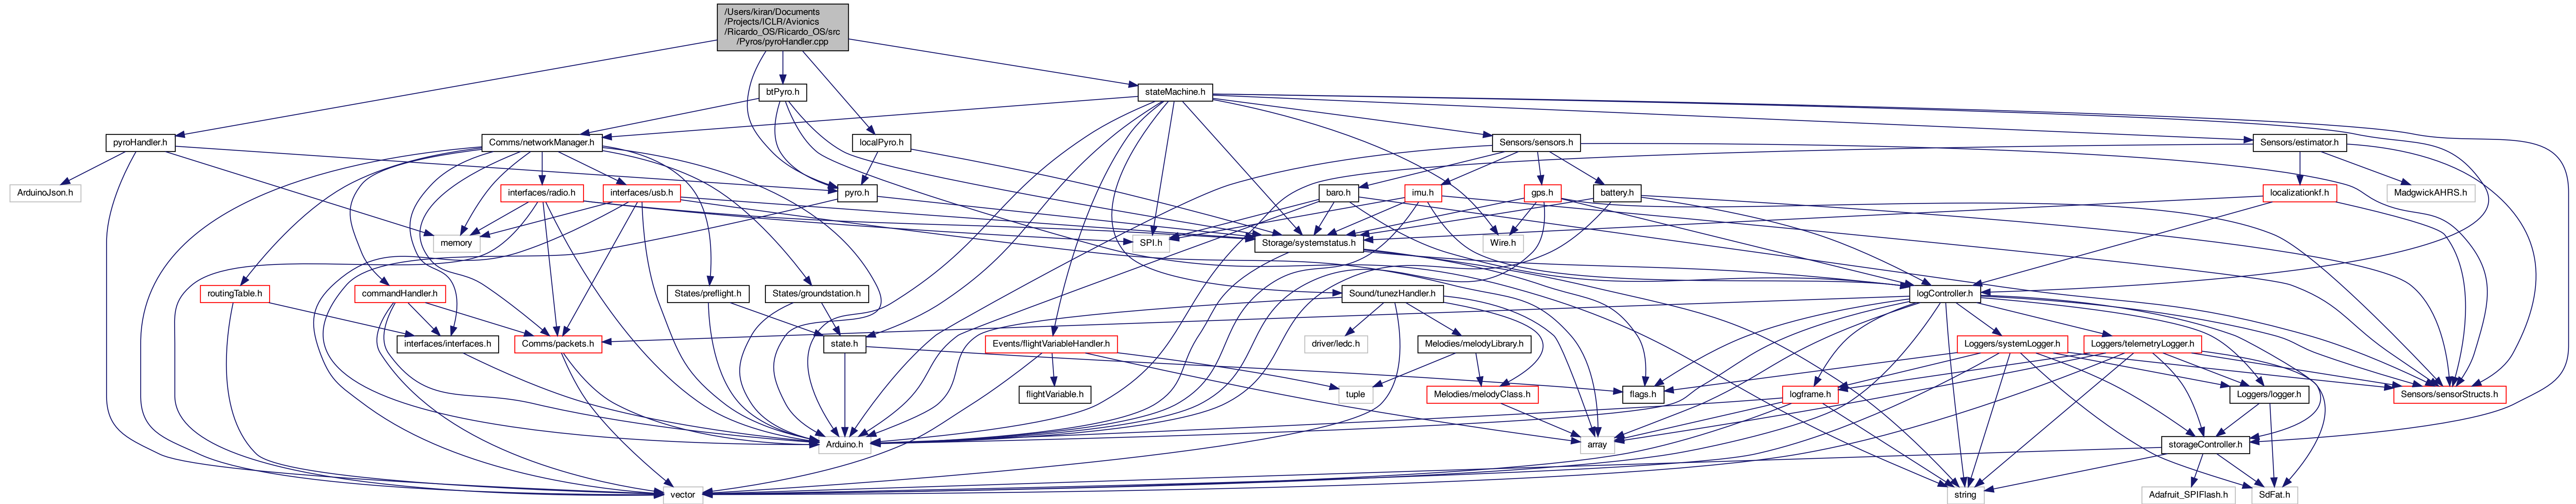 /Users/kiran/Documents
/Projects/ICLR/Avionics
/Ricardo_OS/Ricardo_OS/src
/Pyros/pyroHandler.cpp
btPyro.h
stateMachine.h
pyroHandler.h
Comms/networkManager.h
localPyro.h
Sensors/sensors.h
Sensors/estimator.h
ArduinoJson.h
interfaces/radio.h
interfaces/usb.h
pyro.h
baro.h
imu.h
gps.h
battery.h
localizationkf.h
MadgwickAHRS.h
memory
SPI.h
Storage/systemstatus.h
Wire.h
routingTable.h
commandHandler.h
States/preflight.h
States/groundstation.h
Sound/tunezHandler.h
logController.h
interfaces/interfaces.h
Comms/packets.h
state.h
Events/flightVariableHandler.h
driver/ledc.h
Melodies/melodyLibrary.h
Loggers/systemLogger.h
Loggers/telemetryLogger.h
flightVariable.h
tuple
Melodies/melodyClass.h
flags.h
logframe.h
Loggers/logger.h
Sensors/sensorStructs.h
Arduino.h
array
storageController.h
vector
string
Adafruit_SPIFlash.h
SdFat.h